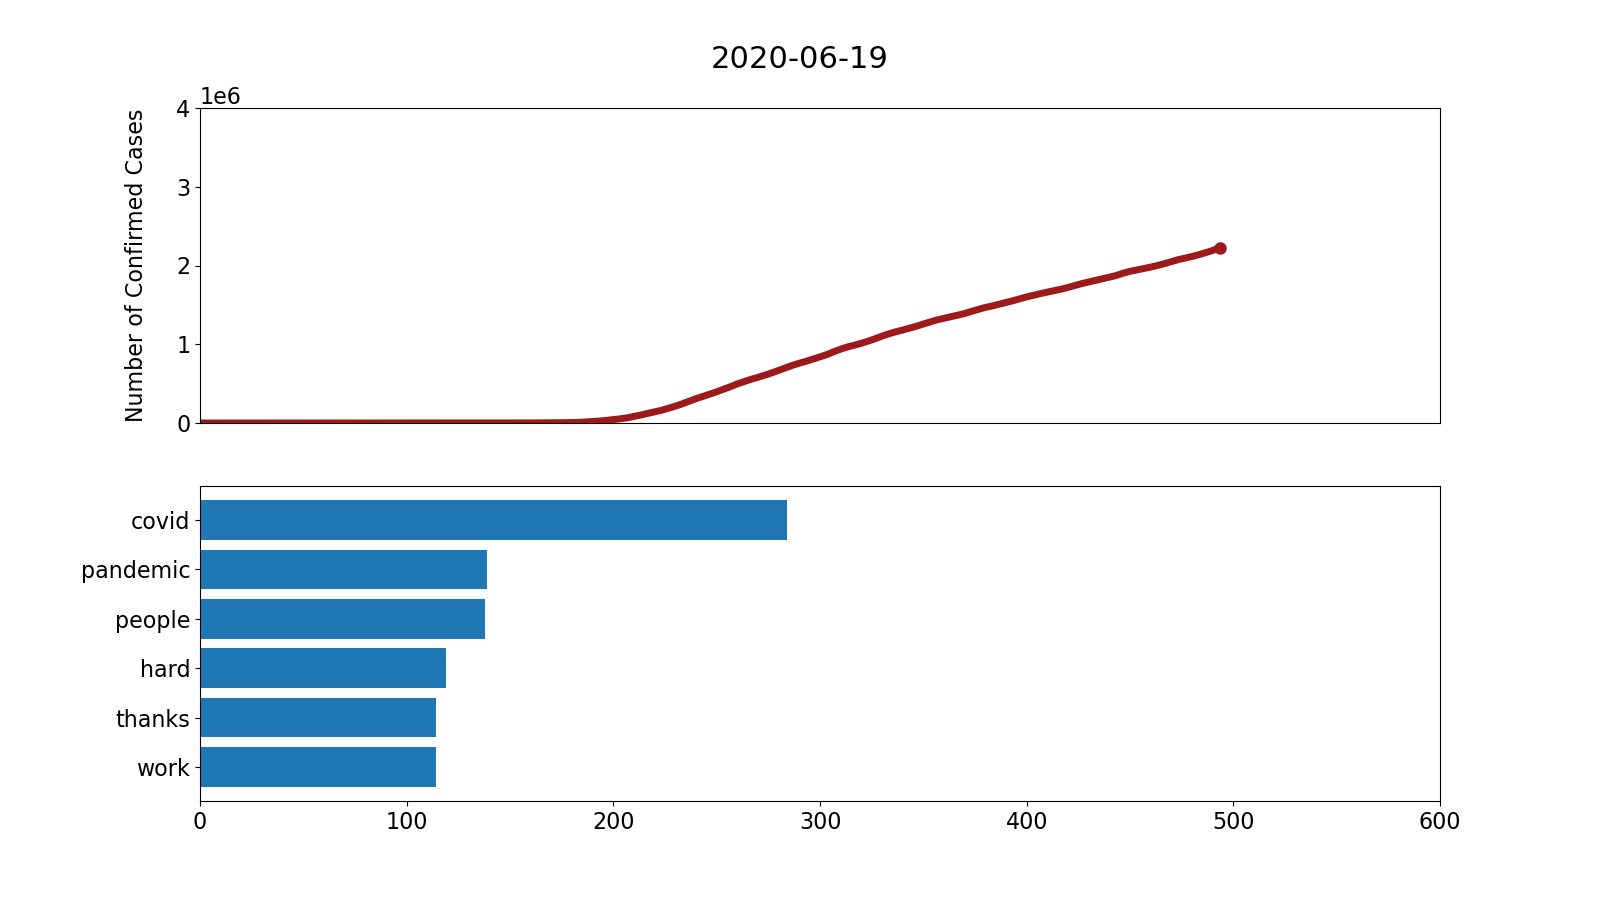 2020-06-19
1e6
4
3
2
1
0
Number of Confirmed Cases
covid
pandemic
people
hard
thanks
work
0 100 200 300 400 500 600